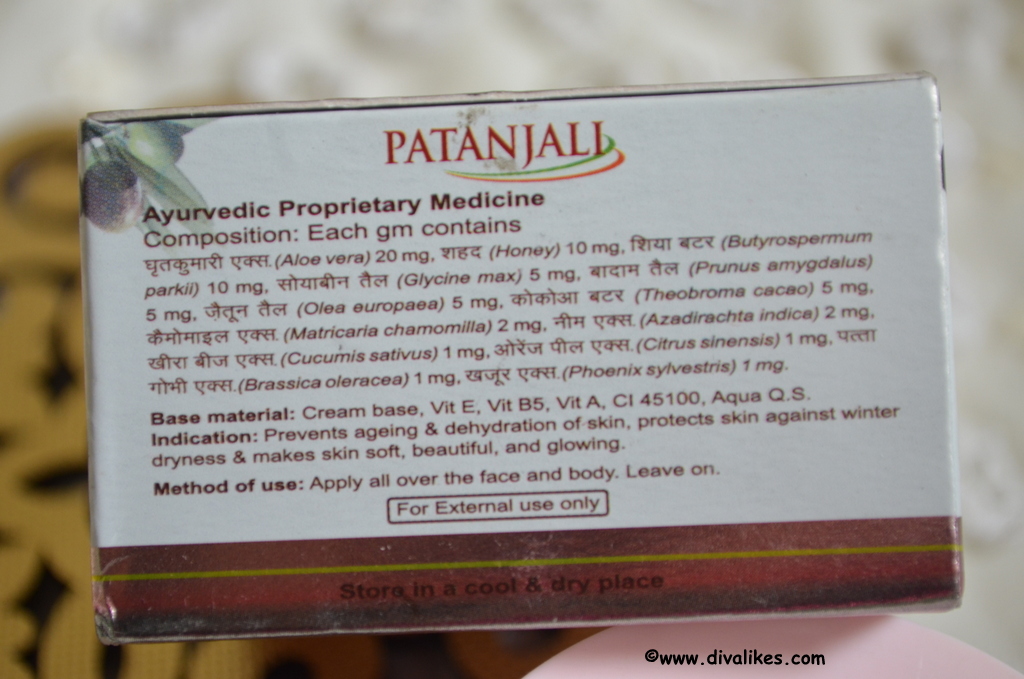 PATANJALI
Ayurvedic Proprietary Medicine
Composition: Each gm contains
घृतकुमारी एक्स.(Aloe vera) 20 mg, शहद (Honey) 10 mg, शिया बटर (Butyrospermum
parkii) 10 mg, सोयाबीन तैल (Glycine max) 5 mg, बादाम तैल (Prunus amygdalus)
5 mg, जै़तून तैल (Olea europaea) 5 mg, कोकोआ बटर (Theobroma cacao) 5 mg,
कैमोमाइल एक्स.(Matricaria chamomilla) 2 mg, नीम एक्स.(Azadirachta indica) 2 mg,
खीरा बीज एक्स.(Cucumis sativus) 1 mg, ओरेंज पील एक्स.(Citrus sinensis) 1 mg, पत्ता
गोभी एक्स.(Brassica oleracea) 1 mg, खजूर एक्स.(Phoenix sylvestris) 1 mg.
Base material: Cream base, Vit E, Vit B5, Vit A, CI 45100, Aqua Q.S.
Indication: Prevents ageing & dehydration of skin, protects skin against winter
dryness & makes skin soft, beautiful, and glowing.
Method of use: Apply all over the face and body. Leave on.
For External use only
Store in a cool & dry place
©www.divalikes.com